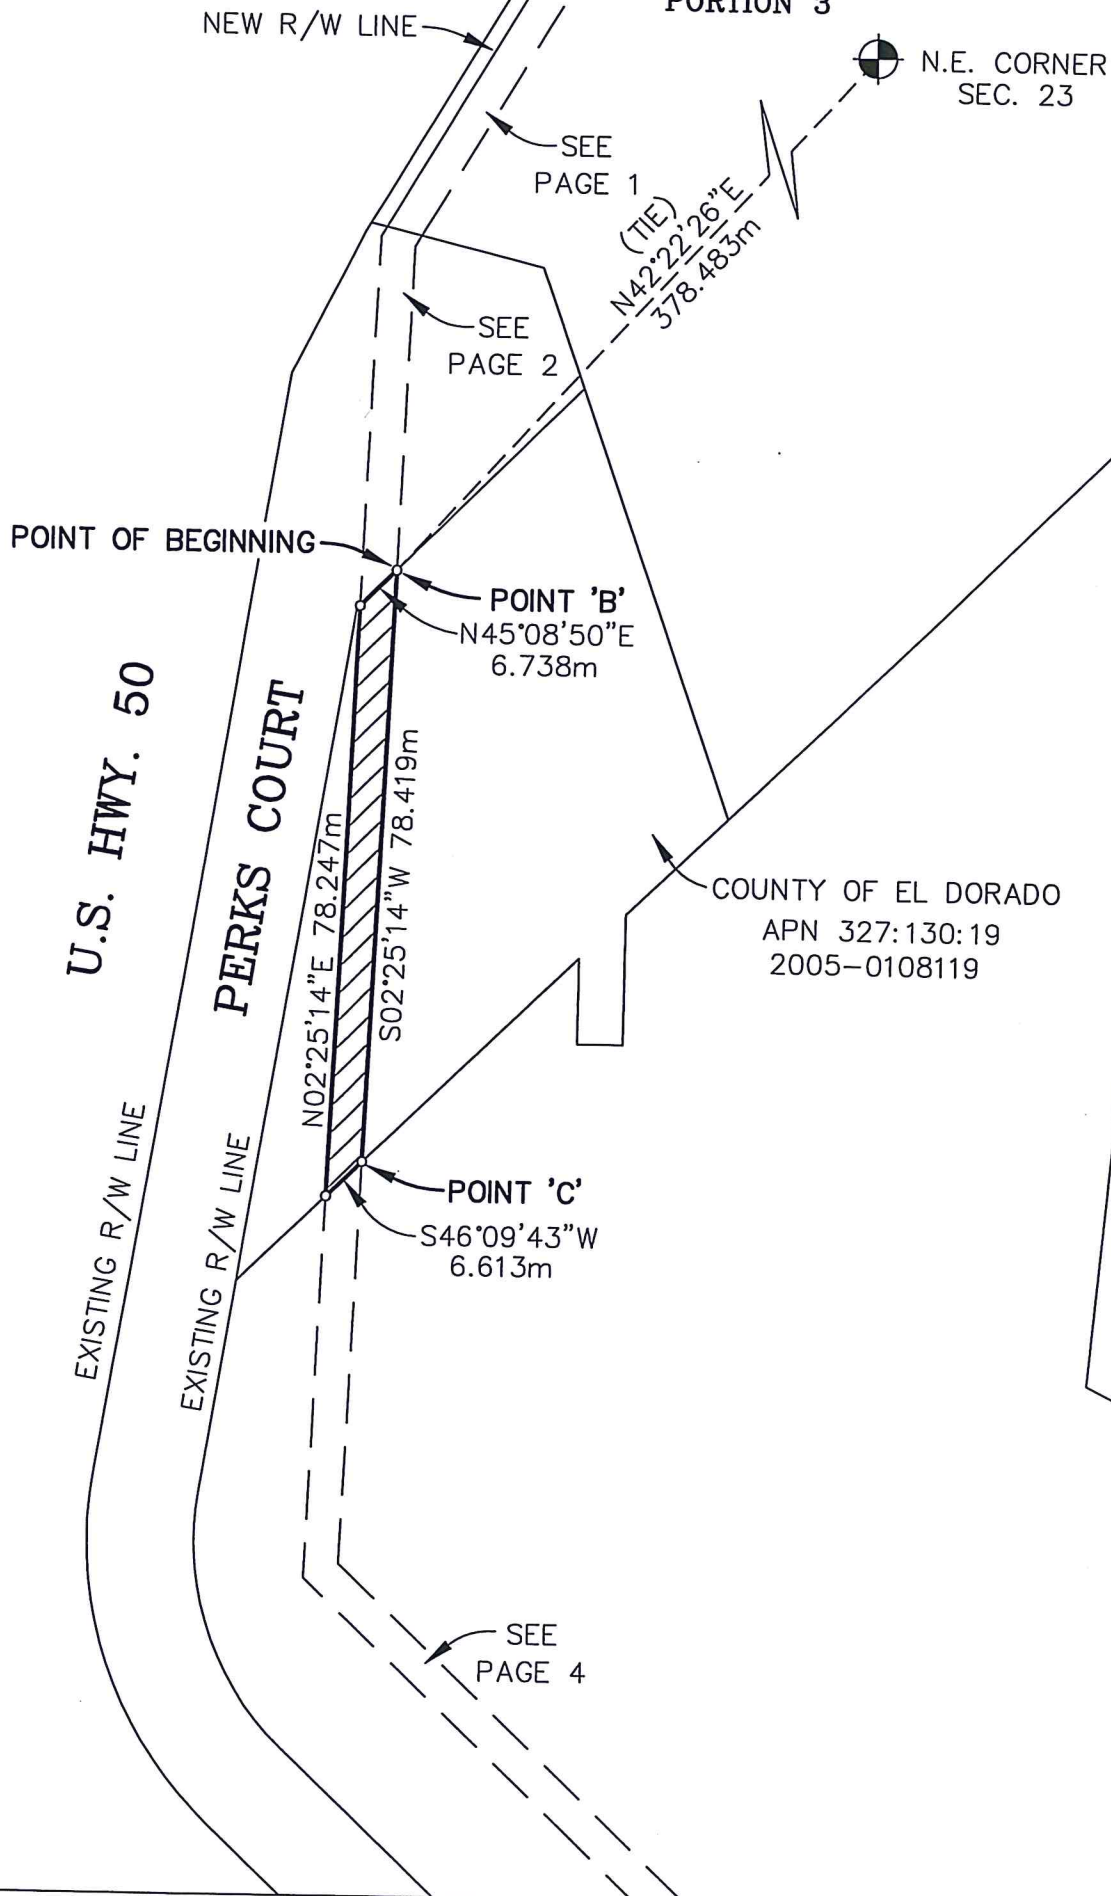 PORTION 3
NEW R/W LINE
N.E. CORNER
SEC. 23
SEE
PAGE 1
(TIE)
N42°22'26"E
378.483m
SEE
PAGE 2
POINT OF BEGINNING
POINT 'B'
N45°08'50"E
6.738m
U.S. HWY. 50
PERKS COURT
N02°25'14"E 78.247m
S02°25'14"W 78.419m
COUNTY OF EL DORADO
APN 327:130:19
2005-0108119
EXISTING R/W LINE
EXISTING R/W LINE
POINT 'C'
S46°09'43"W
6.613m
SEE
PAGE 4